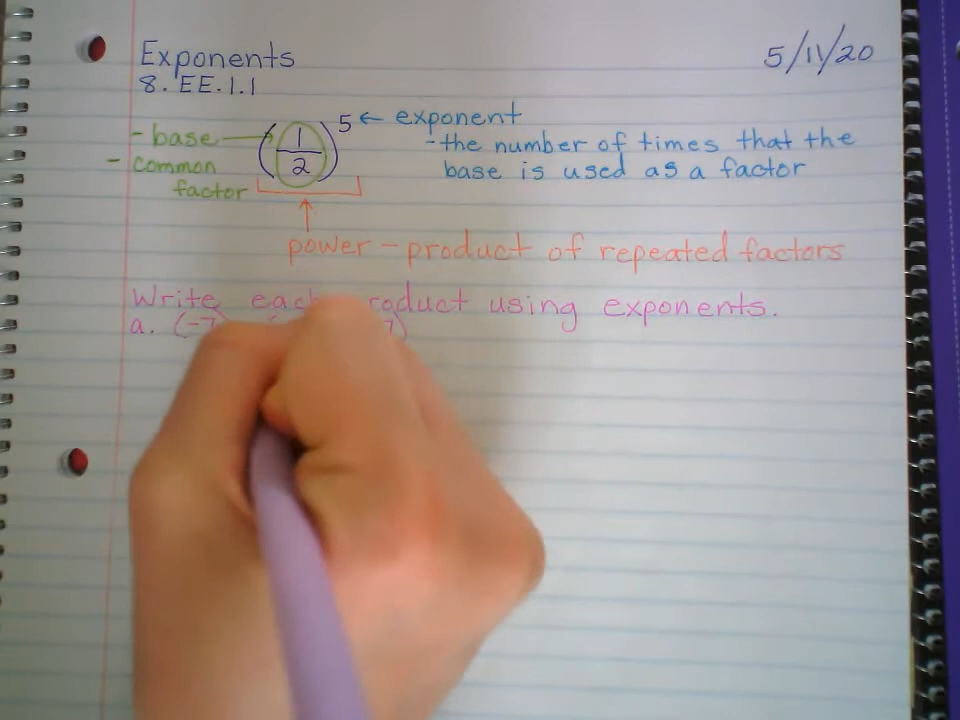 Exponents 5/11/20
8.EE.1.1
(1/2)^5 ← exponent
- base
- the number of times that the
- common
base is used as a factor
factor
power - product of repeated factors
Write using exponents.
a. (-7